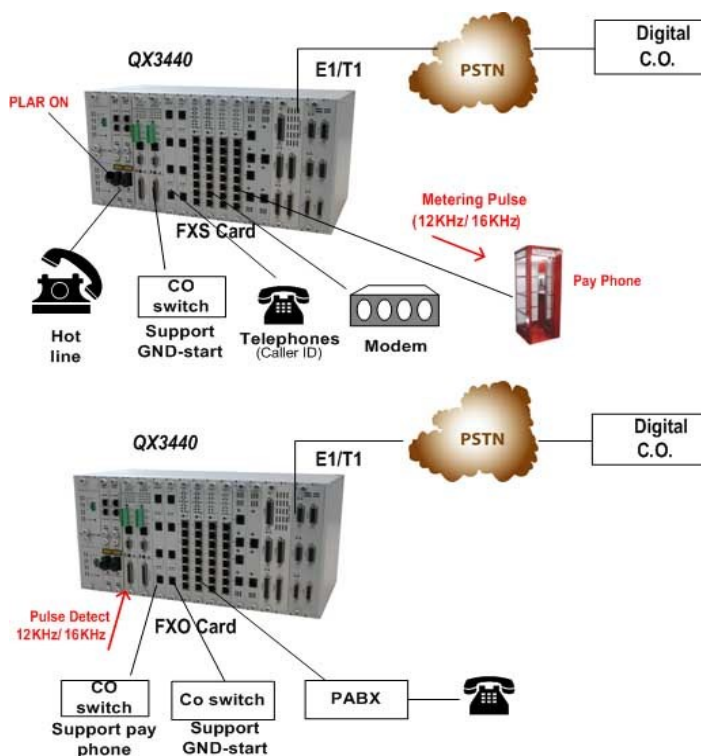 QX3440
E1/T1
PSTN
Digital
C.O.
PLAR ON
FXS Card
Metering Pulse
(12KHz/ 16KHz)
Pay Phone
Hot
line
CO
switch
Support
GND-start
Telephones
(Caller ID)
Modem
QX3440
E1/T1
PSTN
Digital
C.O.
Pulse Detect
12KHz/ 16KHz
FXO Card
CO
switch
Support pay
phone
Co switch
Support
GND-start
PABX